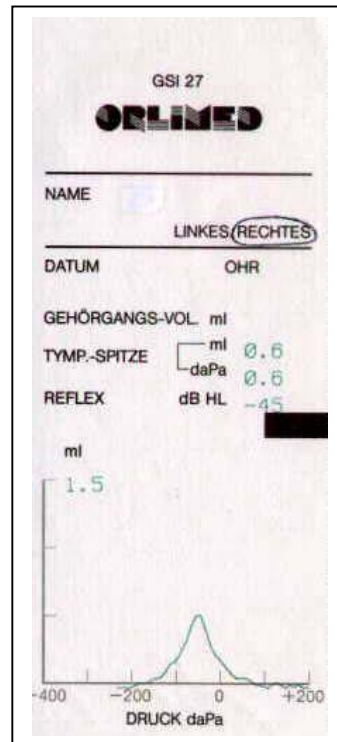 GSI 27
ORLIMED
NAME
LINKES/RECHTES
DATUM OHR
GEHÖRGANGS-VOL. ml 0.6
TYMP.-SPITZE ml 0.6
daPa -45
REFLEX dB HL
ml
1.5
-400 -200 0 +200
DRUCK daPa